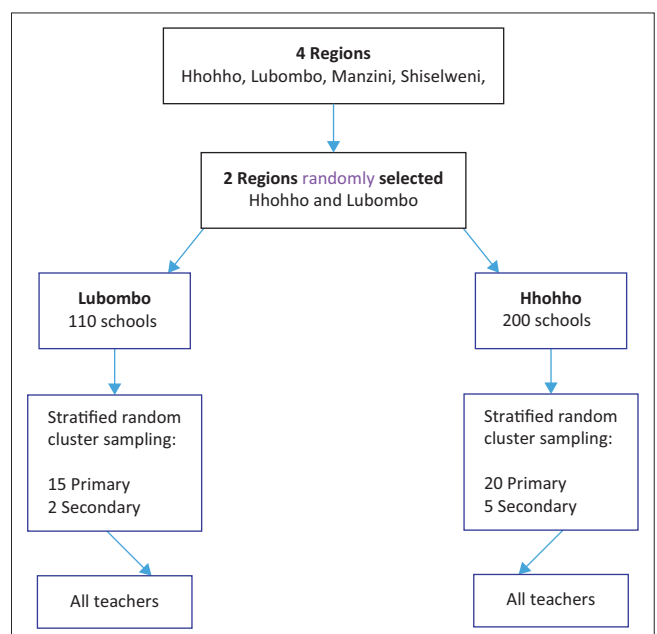 4 Regions
Hhohho, Lubombo, Manzini, Shiselweni,
2 Regions randomly selected
Hhohho and Lubombo
Lubombo
110 schools
Hhohho
200 schools
Stratified random
cluster sampling:
15 Primary
2 Secondary
Stratified random
cluster sampling:
20 Primary
5 Secondary
All teachers
All teachers